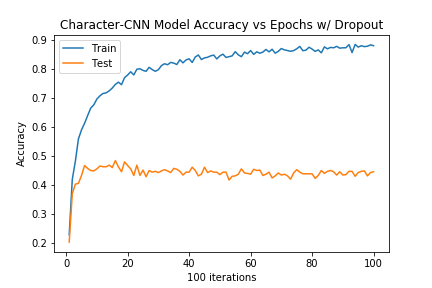 Character-CNN Model Accuracy vs Epochs w/ Dropout
0.9
0.8
0.7
0.6
0.5
0.4
0.3
0.2
Accuracy
Train
Test
0 20 40 60 80 100
100 iterations